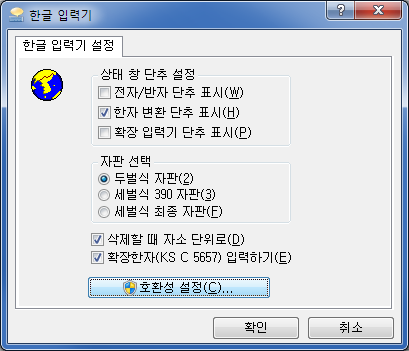 한글 입력기
한글 입력기 설정
상태 창 단추 설정
전자/반자 단추 표시(W)
한자 변환 단추 표시(H)
확장 입력기 단추 표시(P)
자판 선택
두벌식 자판(2)
세벌식 390 자판(3)
세벌식 최종 자판(F)
삭제할 때 자소 단위로(D)
확장한자(KS C 5657) 입력하기(E)
호환성 설정(C)...
확인 취소